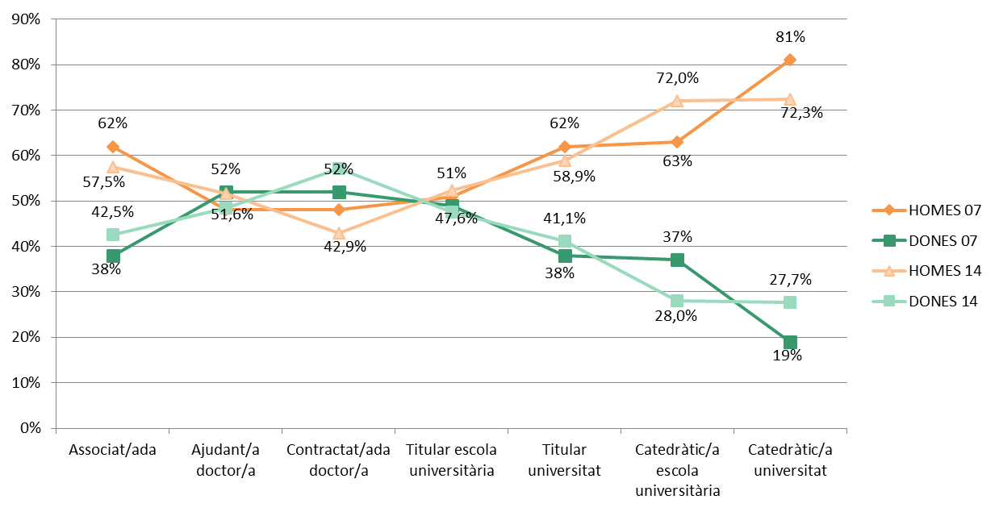 90%
80%
70%
60%
50%
40%
30%
20%
10%
0%
81%
72,0%
72,3%
62%
62%
63%
57,5%
58,9%
52%
52%
51%
51,6%
47,6%
42,5%
42,9%
41,1%
38%
38%
37%
28,0%
27,7%
19%
Associat/ada
Ajudant/a
doctor/a
Contractat/ada
doctor/a
Titular escola
universitària
Titular
universitat
Catedràtic/a
escola
universitària
Catedràtic/a
universitat
HOMES 07
DONES 07
HOMES 14
DONES 14